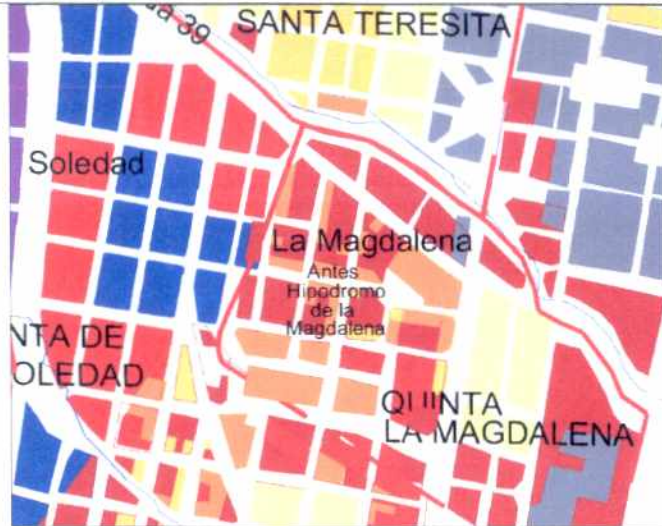 39
SANTA TERESITA
Soledad
La Magdalena
Antes
Hipodromo
de la
Magdalena
NTA DE
OLEDAD
QUINTA
LA MAGDALENA